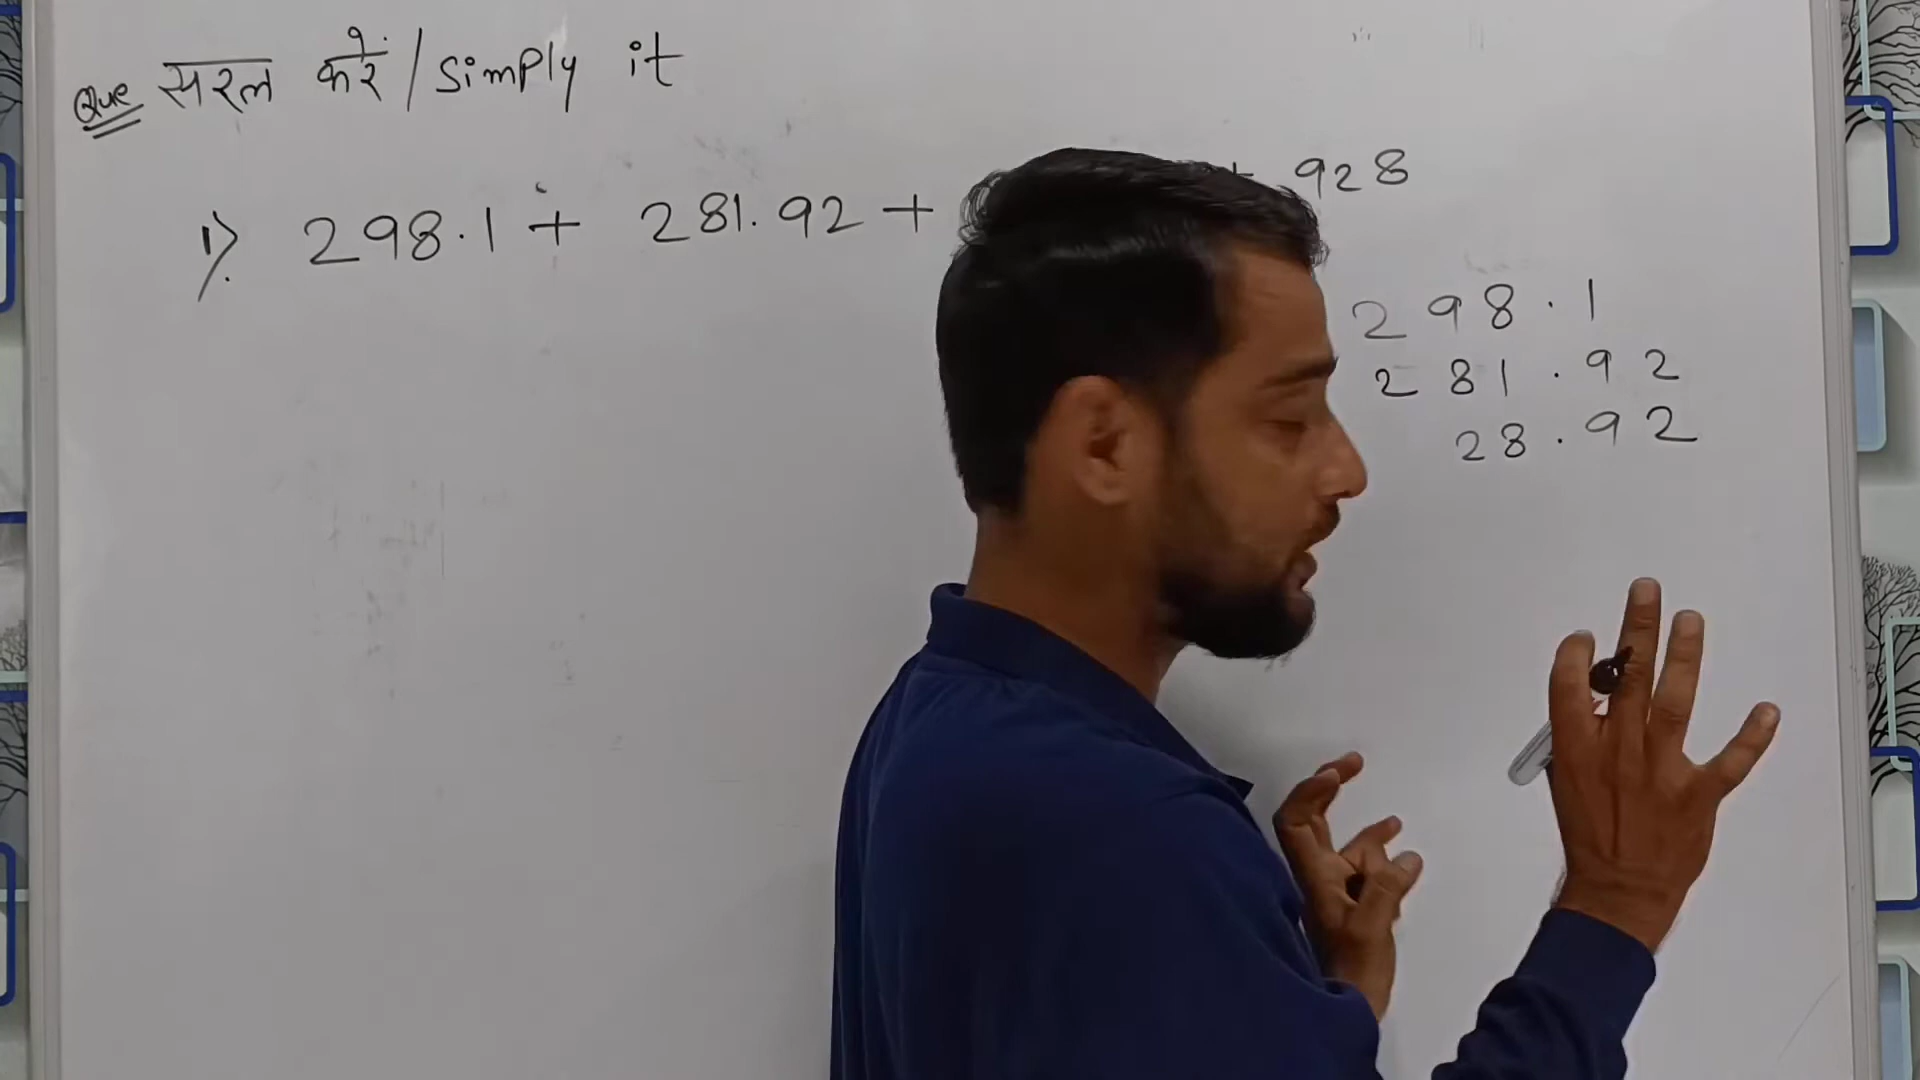 Que सरल करें / Simply it
1). 298.1 + 281.92 + + 928
298.1
281.92
28.92